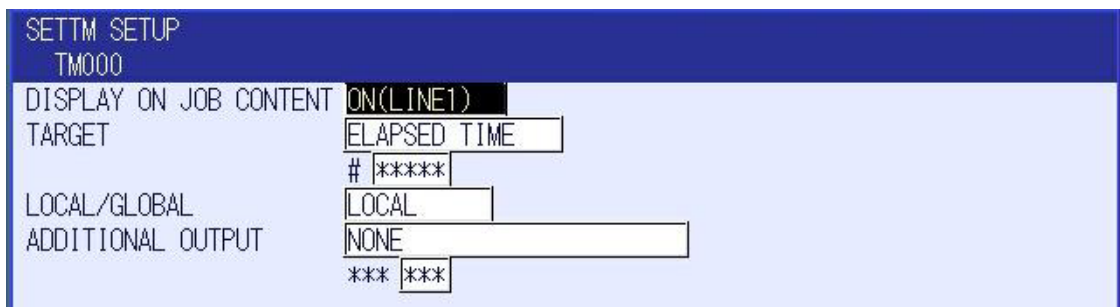 SETTM SETUP
TM000
DISPLAY ON JOB CONTENT ON(LINE1)
TARGET ELAPSED TIME
# *****
LOCAL/GLOBAL LOCAL
ADDITIONAL OUTPUT NONE
*** ***